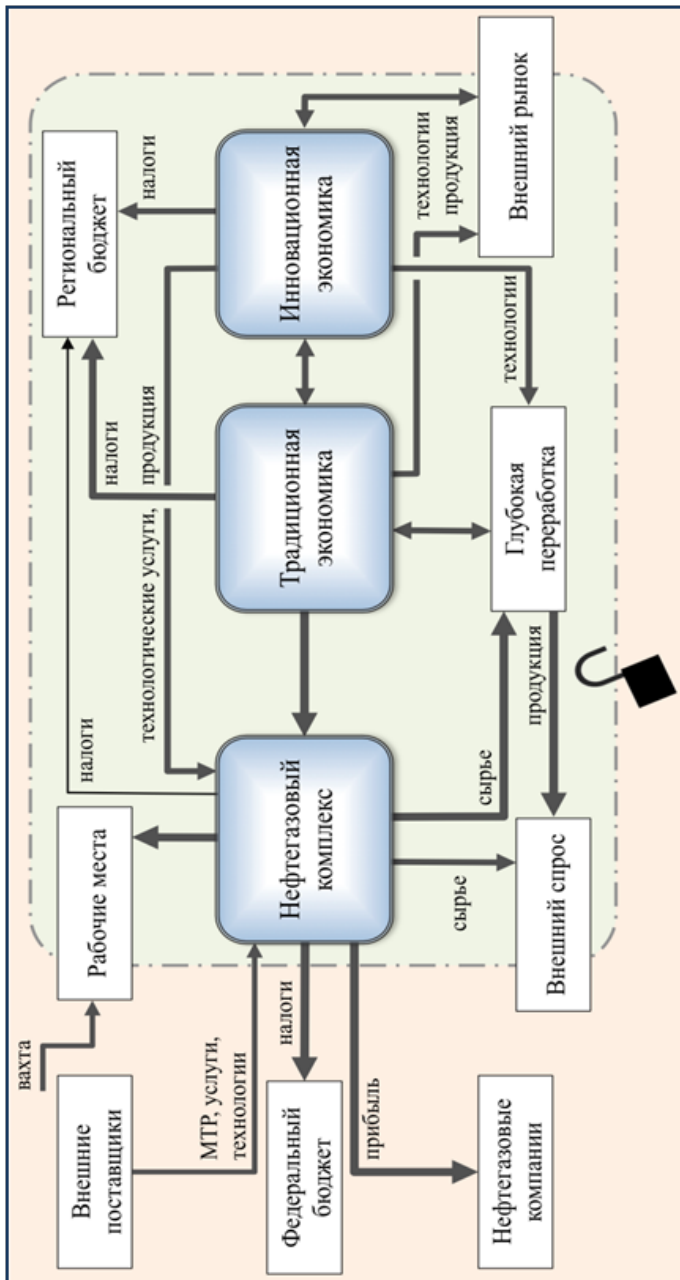 вахта
Внешние
поставщики
МТР, услуги,
технологии
Федеральный
бюджет
налоги
прибыль
Нефтегазовые
компании
Рабочие места
налоги
Нефтегазовый
комплекс
сырье
сырье
Внешний спрос
технологические услуги, продукция
налоги
Традиционная
экономика
Глубокая
переработка
продукция
Региональный
бюджет
налоги
Инновационная
экономика
технологии
продукция
технологии
Внешний рынок